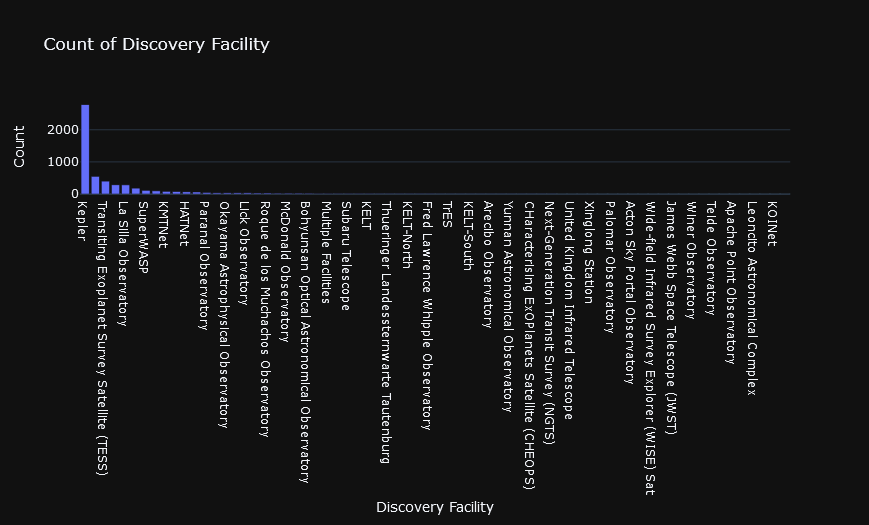 Count of Discovery Facility
Count
2000
1000
0
Kepler
Transiting Exoplanet Survey Satellite (TESS)
La Silla Observatory
SuperWASP
KMTNet
HATNet
Paranal Observatory
Okayama Astrophysical Observatory
Lick Observatory
Roque de los Muchachos Observatory
McDonald Observatory
Bohyunsan Optical Astronomical Observatory
Multiple Facilities
Subaru Telescope
KELT
Thueringer Landessternwarte Tautenburg
KELT-North
Fred Lawrence Whipple Observatory
TrES
KELT-South
Arecibo Observatory
Yunnan Astronomical Observatory
CHaracterising ExOPlanets Satellite (CHEOPS)
Next-Generation Transit Survey (NGTS)
United Kingdom Infrared Telescope
Xinglong Station
Palomar Observatory
Acton Sky Portal Observatory
Wide-field Infrared Survey Explorer (WISE) Sat
James Webb Space Telescope (JWST)
Winer Observatory
Teide Observatory
Apache Point Observatory
Leoncito Astronomical Complex
KOINet
Discovery Facility